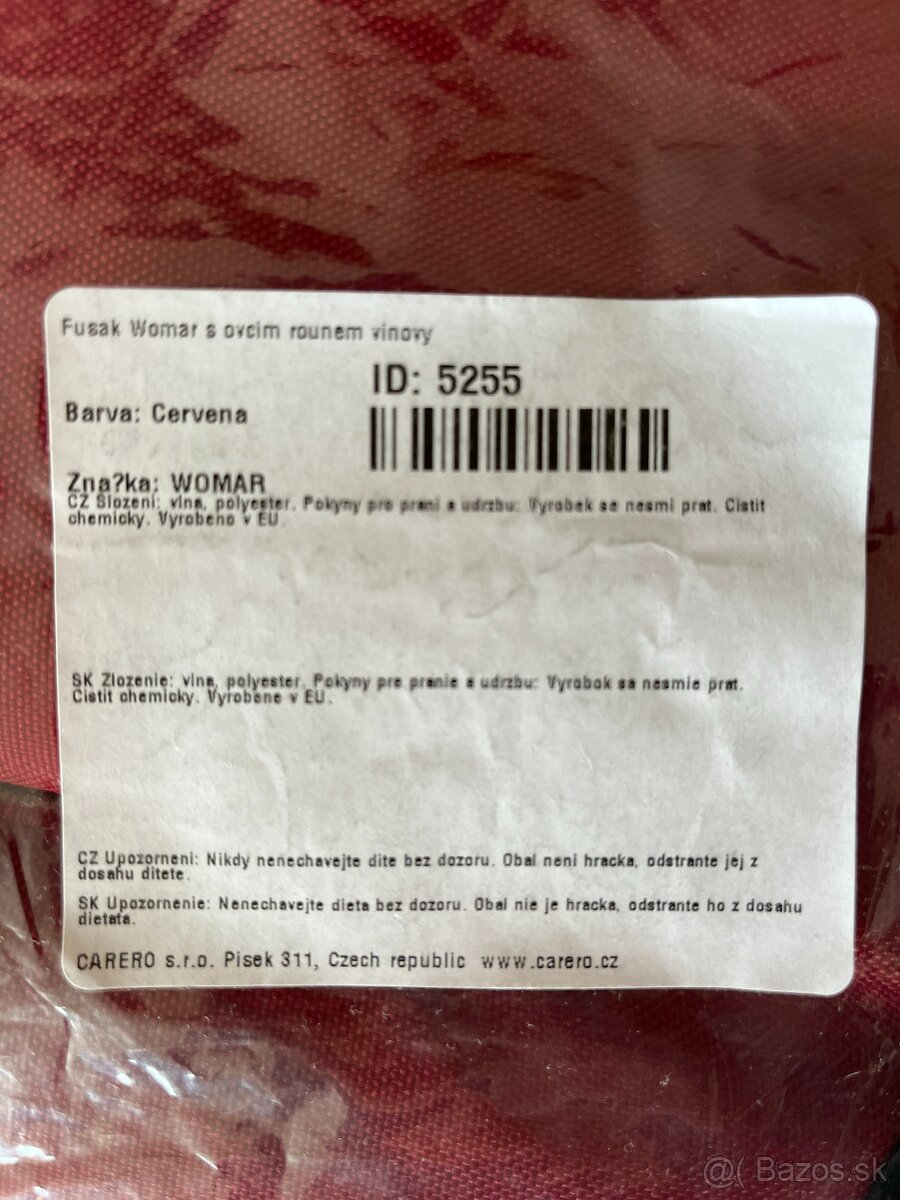 Fusak Womar s ovcim rounem vinovy
ID: 5255
Barva: Cervena
Zna?ka: WOMAR
CZ Slozeni: vlna, polyester. Pokyny pro prani a udrzbu: Vyrobek se nesmi prat. Cistit
chemicky. Vyrobeno v EU.
SK Zlozenie: vlna, polyester. Pokyny pre pranie a udrzbu: Vyrobok sa nesmie prat.
Cistit chemicky. Vyrobene v EU.
CZ Upozorneni: Nikdy nenechavejte dite bez dozoru. Obal neni hracka, odstrante jej z
dosahu ditete.
SK Upozornenie: Nenechavejte dieta bez dozoru. Obal nie je hracka, odstrante ho z dosahu
dietata.
CARERO s.r.o. Pisek 311, Czech republic www.carero.cz
@( Bazos.sk